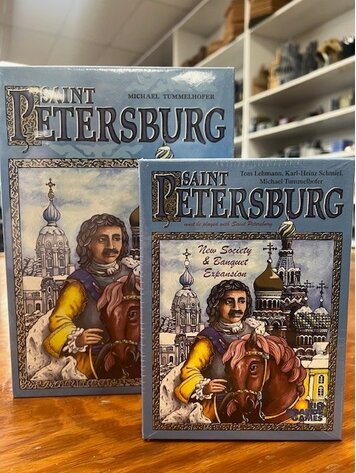 SAINT
MICHAEL TUMMELHOFER
PETERSBURG
SAINT
Tom Lehmann, Karl-Heinz Schmiel,
Michael Tummelhofer
PETERSBURG
must be played with Saint Petersburg
New Society
& Banquet
Expansion
GAMES